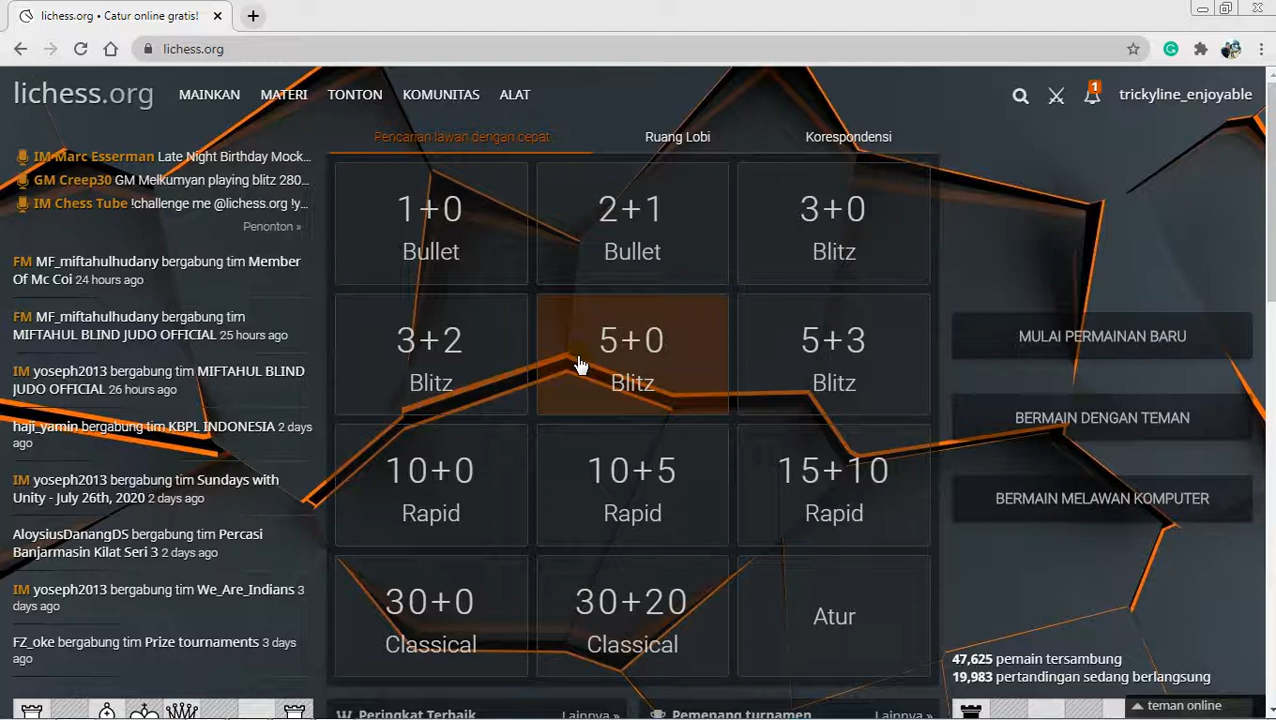 lichess.org • Catur online gratis!
lichess.org
lichess.org
MAINKAN
MATERI
TONTON
KOMUNITAS
ALAT
1
trickyline_enjoyable
IM Marc Esserman Late Night Birthday Mock...
GM Creep30 GM Melkumyan playing blitz 280...
IM Chess Tube !challenge me @lichess.org !y...
Penonton »
FM MF_miftahulhudany bergabung tim Member
Of Mc Coi 24 hours ago
FM MF_miftahulhudany bergabung tim
MIFTAHUL BLIND JUDO OFFICIAL 25 hours ago
IM yoseph2013 bergabung tim MIFTAHUL BLIND
JUDO OFFICIAL 26 hours ago
haji_yamin bergabung tim KBPL INDONESIA 2 days
ago
IM yoseph2013 bergabung tim Sundays with
Unity - July 26th, 2020 2 days ago
AloysiusDanangDS bergabung tim Percasi
Banjarmasin Kilat Seri 3 2 days ago
IM yoseph2013 bergabung tim We_Are_Indians 3
days ago
FZ_oke bergabung tim Prize tournaments 3 days
ago
Pencarian lawan dengan cepat
Ruang Lobi
Korespondensi
1+0
Bullet
2+1
Bullet
3+0
Blitz
3+2
Blitz
5+0
Blitz
5+3
Blitz
10+0
Rapid
10+5
Rapid
15+10
Rapid
30+0
Classical
30+20
Classical
Atur
MULAI PERMAINAN BARU
BERMAIN DENGAN TEMAN
BERMAIN MELAWAN KOMPUTER
47,625 pemain tersambung
19,983 pertandingan sedang berlangsung
Peringkat Terbaik
Lainnya »
Pemenang turnamen
Lainnya »
teman online